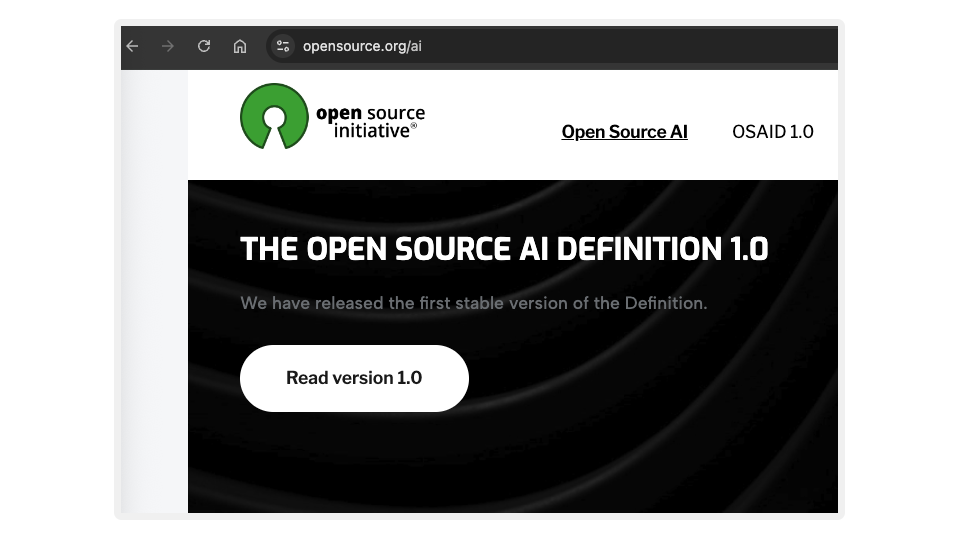 opensource.org/ai
open source
initiative®
Open Source AI
OSAID 1.0
THE OPEN SOURCE AI DEFINITION 1.0
We have released the first stable version of the Definition.
Read version 1.0